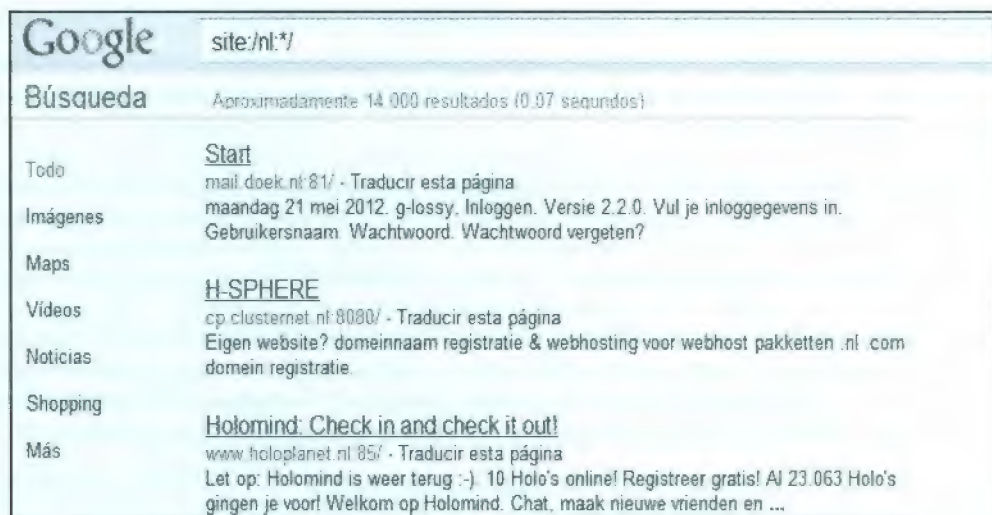 Google
site:/nl:*/
Búsqueda
Aproximadamente 14.000 resultados (0,07 segundos)
Todo
Imágenes
Maps
Vídeos
Noticias
Shopping
Más
Start
mail.doek.nl:81/ - Traducir esta página
maandag 21 mei 2012. g-lossy, Inloggen. Versie 2.2.0. Vul je inloggegevens in.
Gebruikersnaam. Wachtwoord. Wachtwoord vergeten?
H-SPHERE
cp.clusternet.nl:8080/ - Traducir esta página
Eigen website? domeinnaam registratie & webhosting voor webhost pakketten .nl .com
domein registratie.
Holomind: Check in and check it out!
www.holoplanet.nl:85/ - Traducir esta página
Let op: Holomind is weer terug :-). 10 Holo's online! Registreer gratis! Al 23.063 Holo's
gingen je voor! Welkom op Holomind. Chat, maak nieuwe vrienden en ...